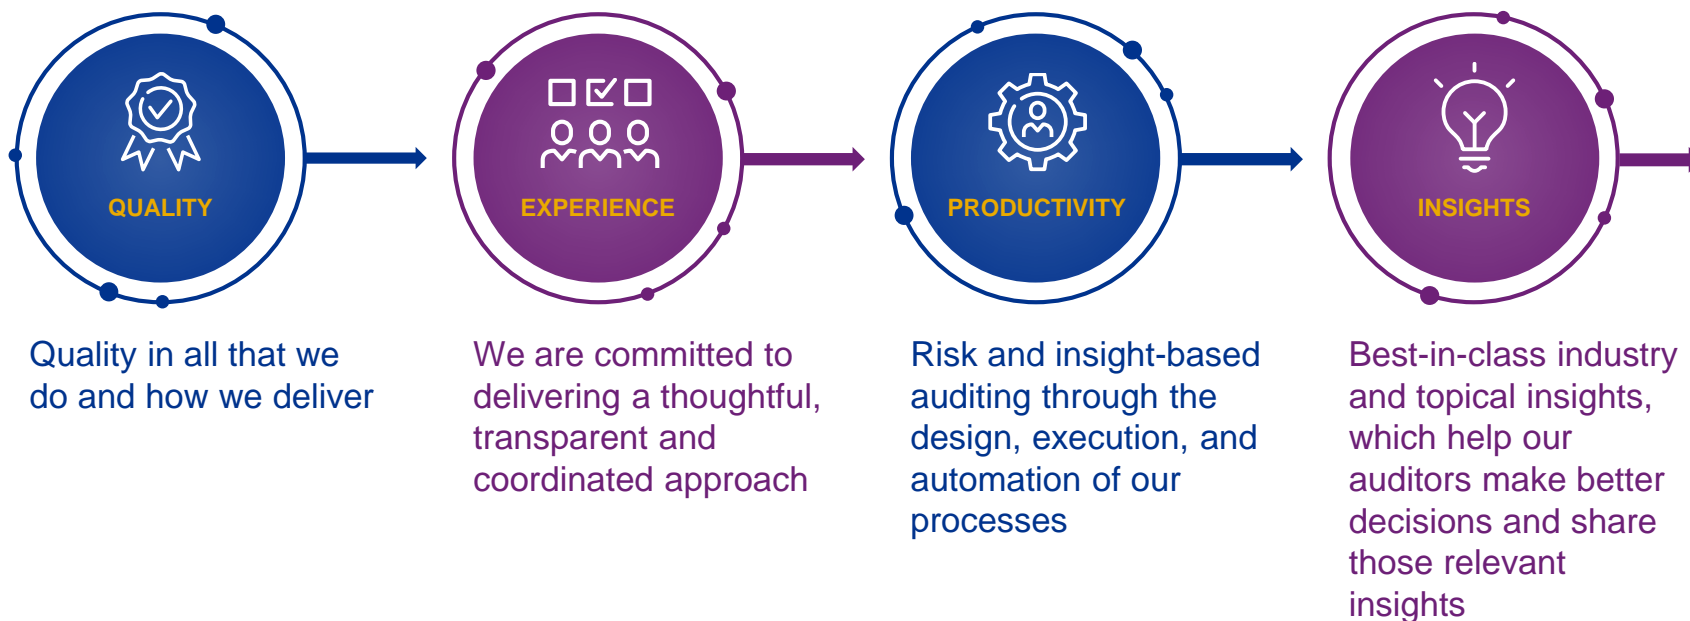 QUALITY
EXPERIENCE
PRODUCTIVITY
INSIGHTS
Quality in all that we
do and how we deliver
We are committed to
delivering a thoughtful,
transparent and
coordinated approach
Risk and insight-based
auditing through the
design, execution, and
automation of our
processes
Best-in-class industry
and topical insights,
which help our
auditors make better
decisions and share
those relevant
insights